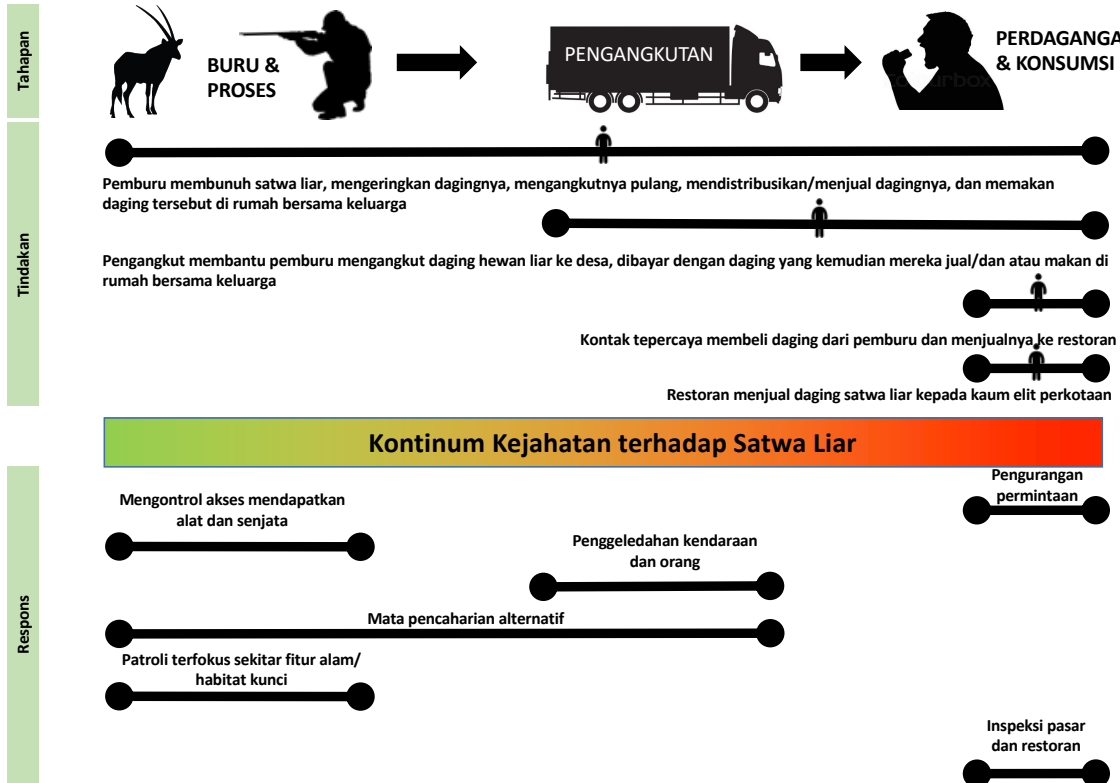 Tahapan
BURU &
PROSES
PENGANGKUTAN
PERDAGANGA
& KONSUMSI
Tindakan
Pemburu membunuh satwa liar, mengeringkan dagingnya, mengangkutnya pulang, mendistribusikan/menjual dagingnya, dan memakan
daging tersebut di rumah bersama keluarga
Pengangkut membantu pemburu mengangkut daging hewan liar ke desa, dibayar dengan daging yang kemudian mereka jual/dan atau makan di
rumah bersama keluarga
Kontak tepercaya membeli daging dari pemburu dan menjualnya ke restoran
Restoran menjual daging satwa liar kepada kaum elit perkotaan
Kontinum Kejahatan terhadap Satwa Liar
Respons
Pengurangan
permintaan
Mengontrol akses mendapatkan
alat dan senjata
Penggeledahan kendaraan
dan orang
Mata pencaharian alternatif
Patroli terfokus sekitar fitur alam/
habitat kunci
Inspeksi pasar
dan restoran